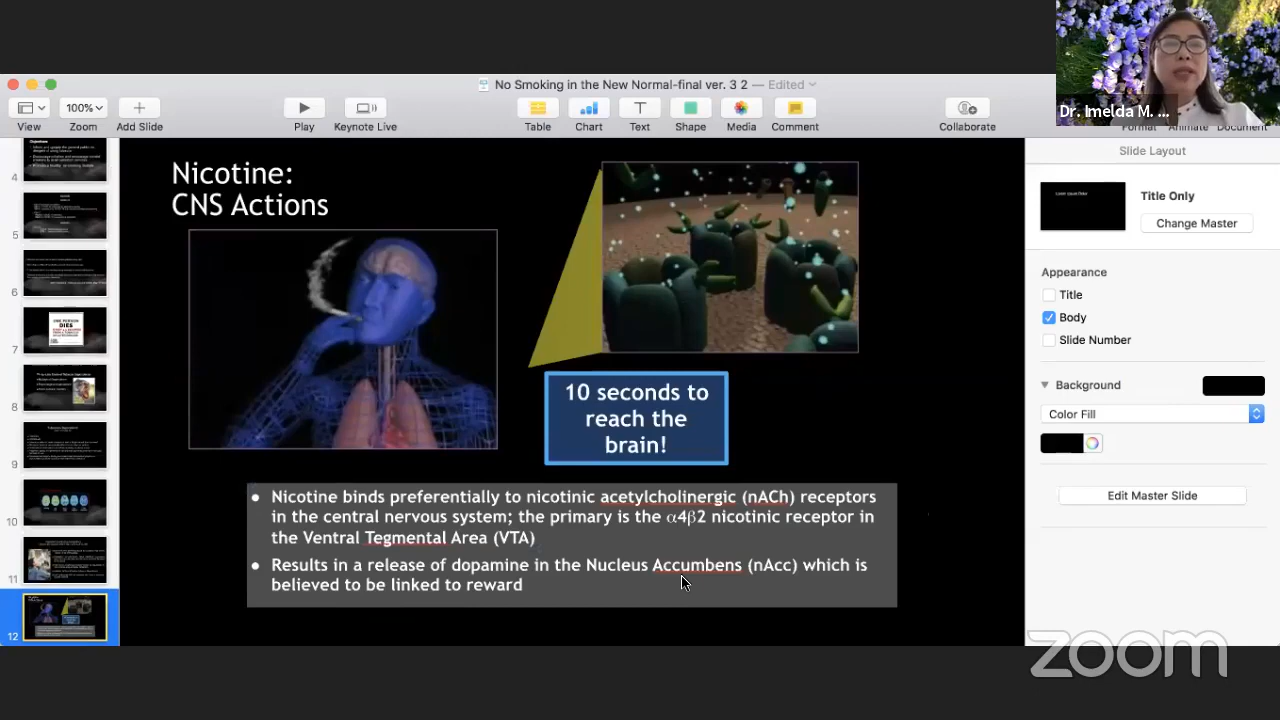 Dr. Imelda M. ...
No Smoking in the New Normal-final ver. 3 2 — Edited
View
100%
Zoom
Add Slide
Play
Keynote Live
Table
Chart
Text
Shape
Media
Comment
Collaborate
Format
Animate
Document
4
5
6
7
ONE PERSON
DIES
8
9
10
11
12
Nicotine:
CNS Actions
10 seconds to
reach the
brain!
• Nicotine binds preferentially to nicotinic acetylcholinergic (nACh) receptors
in the central nervous system; the primary is the α4β2 nicotinic receptor in
the Ventral Tegmental Area (VTA)
• Results in a release of dopamine in the Nucleus Accumbens (nAcc) which is
believed to be linked to reward
Slide Layout
Title Only
Change Master
Appearance
Title
Body
Slide Number
Background
Color Fill
Edit Master Slide
zoom